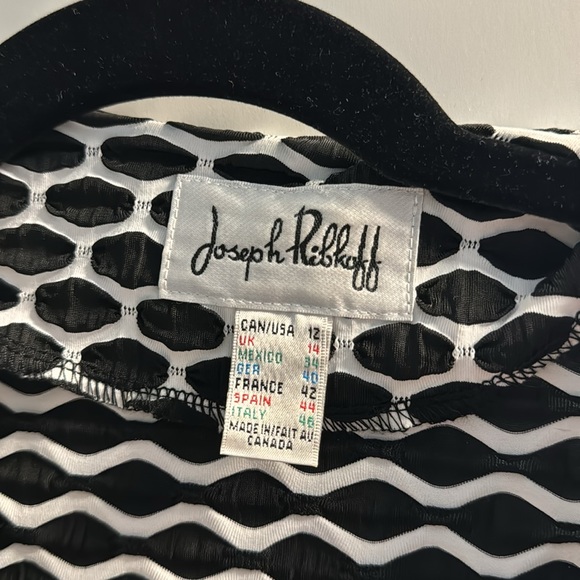 Joseph Ribkoff
CAN/USA 12
UK 14
MEXICO 34
GER 40
FRANCE 42
SPAIN 44
ITALY 46
MADE IN/FAIT AU
CANADA